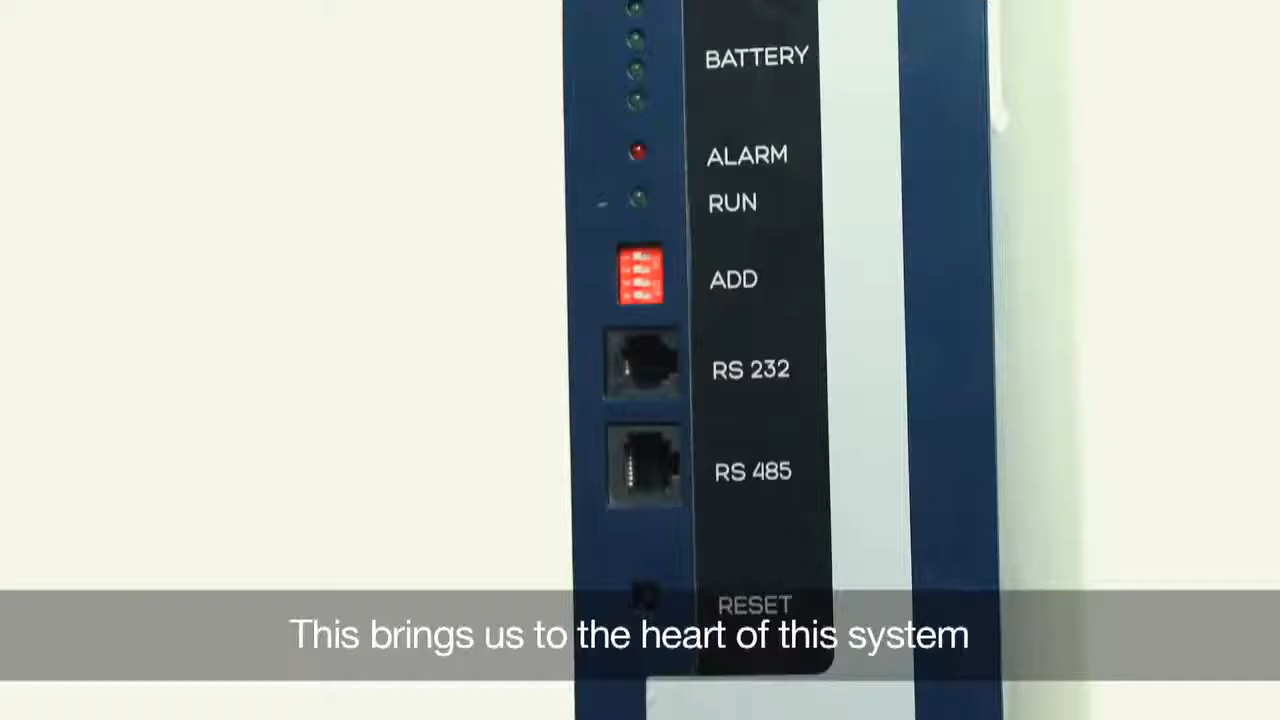 BATTERY
ALARM
RUN
ADD
RS 232
RS 485
RESET
This brings us to the heart of this system